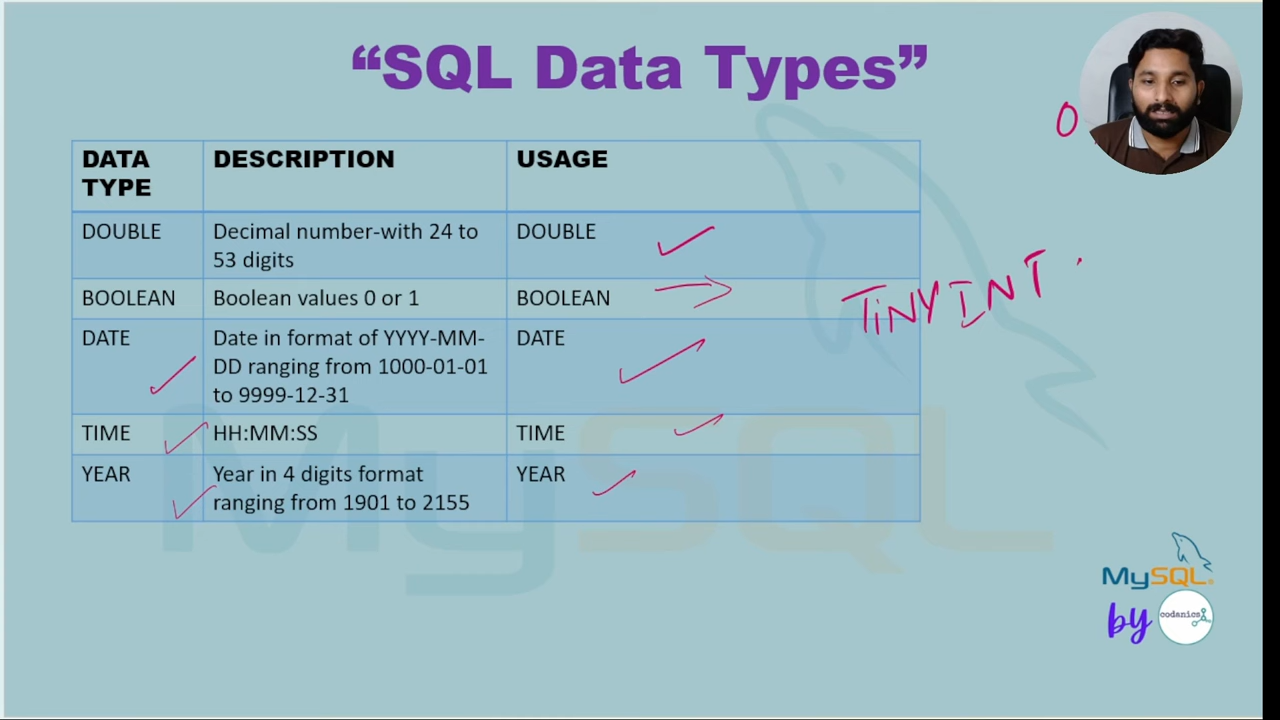 “SQL Data Types”
0
DATA
TYPE
DESCRIPTION
USAGE
DOUBLE
Decimal number-with 24 to
53 digits
DOUBLE
BOOLEAN
Boolean values 0 or 1
BOOLEAN
TINYINT
DATE
Date in format of YYYY-MM-
DD ranging from 1000-01-01
to 9999-12-31
DATE
TIME
HH:MM:SS
TIME
YEAR
Year in 4 digits format
ranging from 1901 to 2155
YEAR
MySQL
MySQL
by
codanics